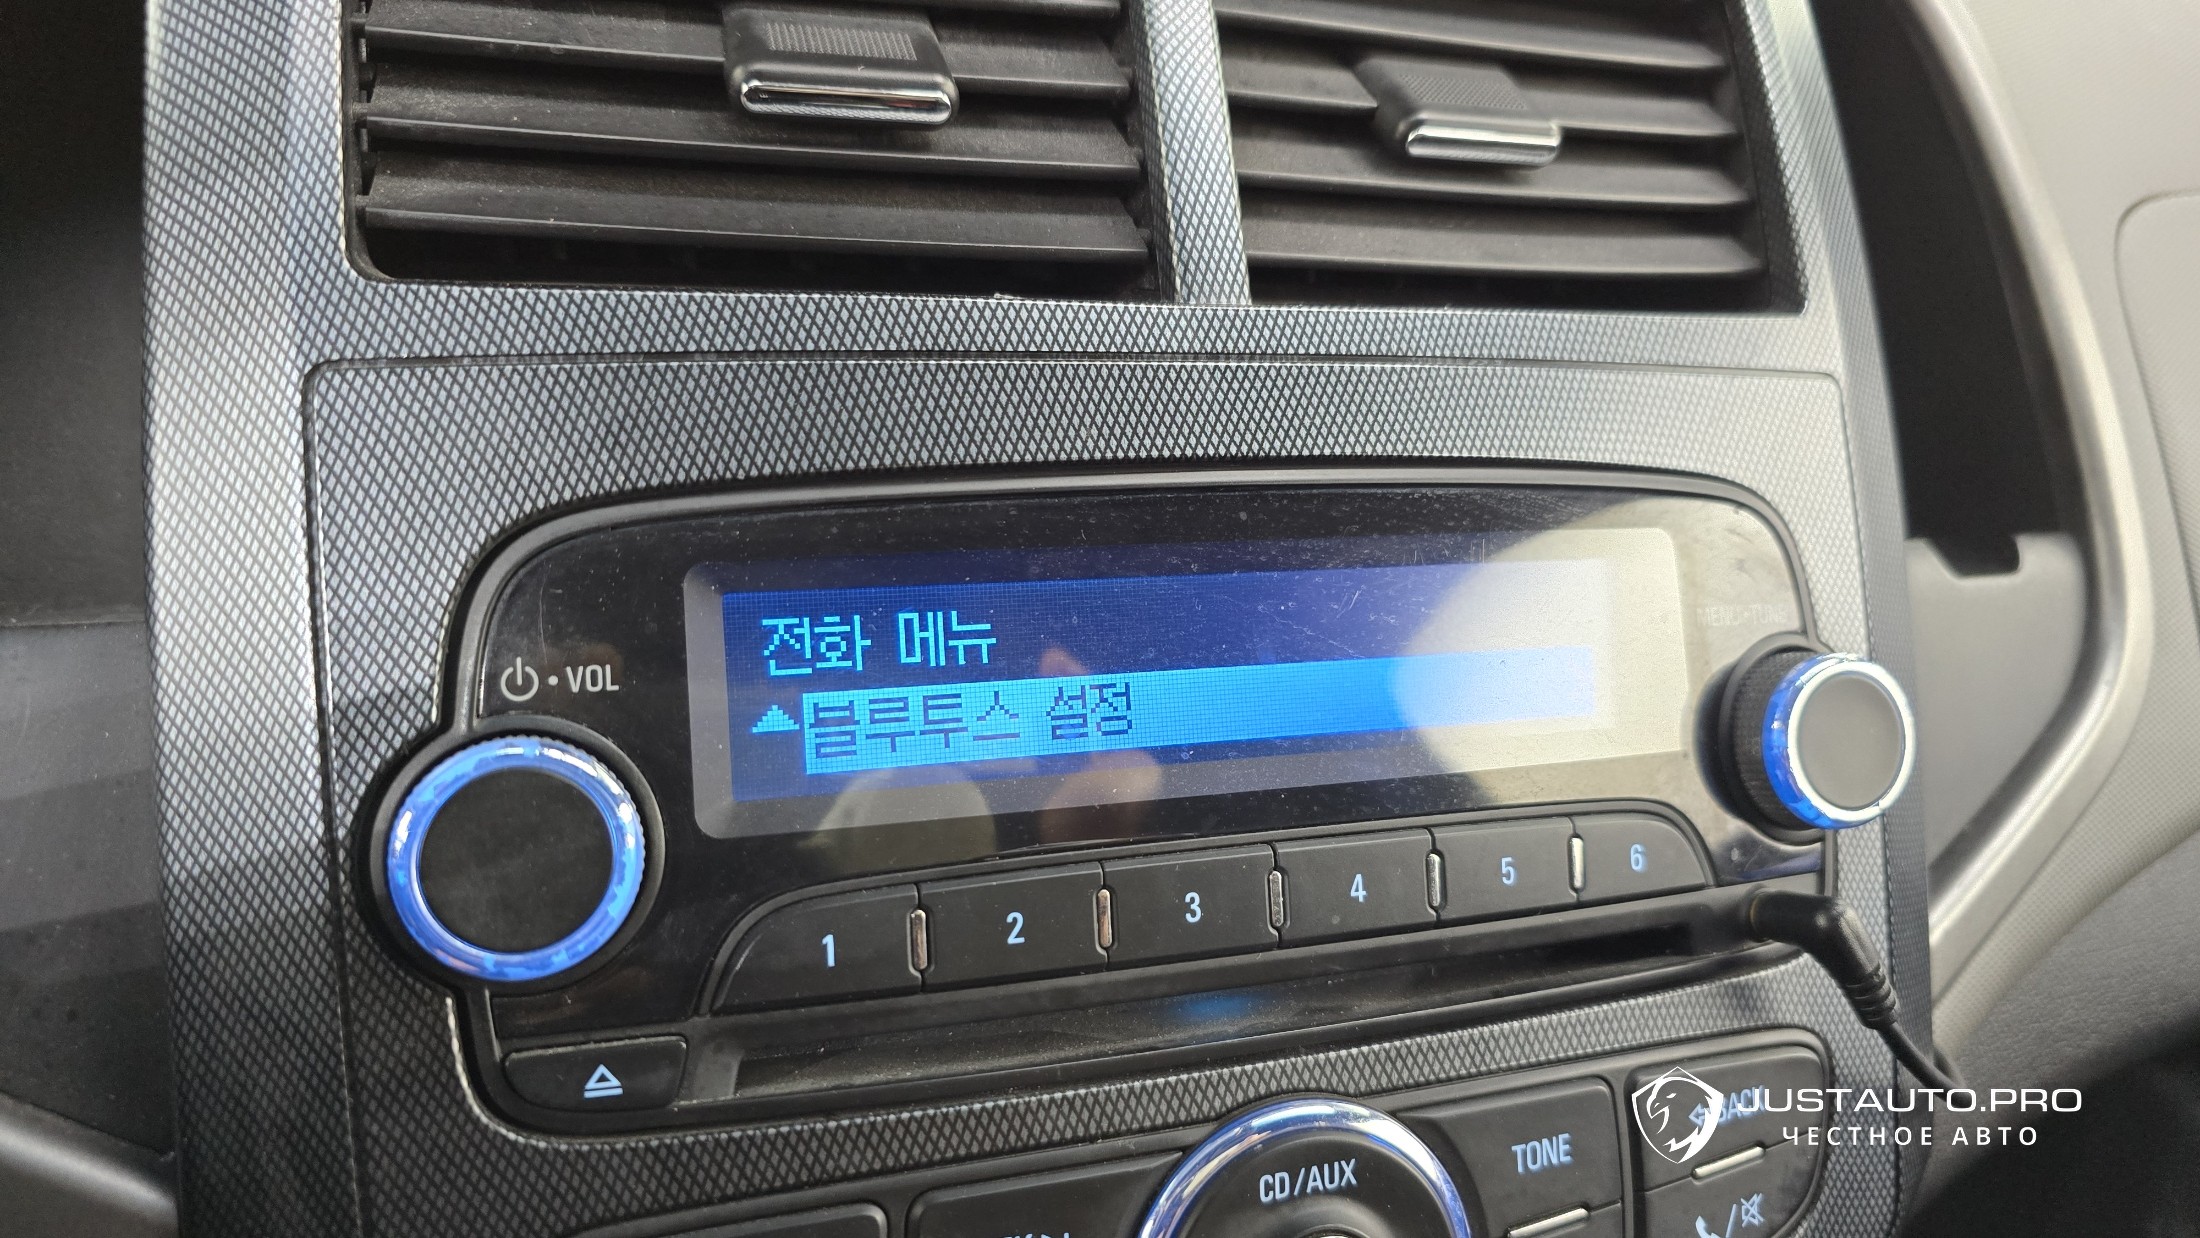 MENU•TUNE
전화 메뉴
• VOL
블루투스 설정
1 2 3 4 5 6
BACK
JUSTAUTO.PRO
ЧЕСТНОЕ АВТО
TONE
CD/AUX